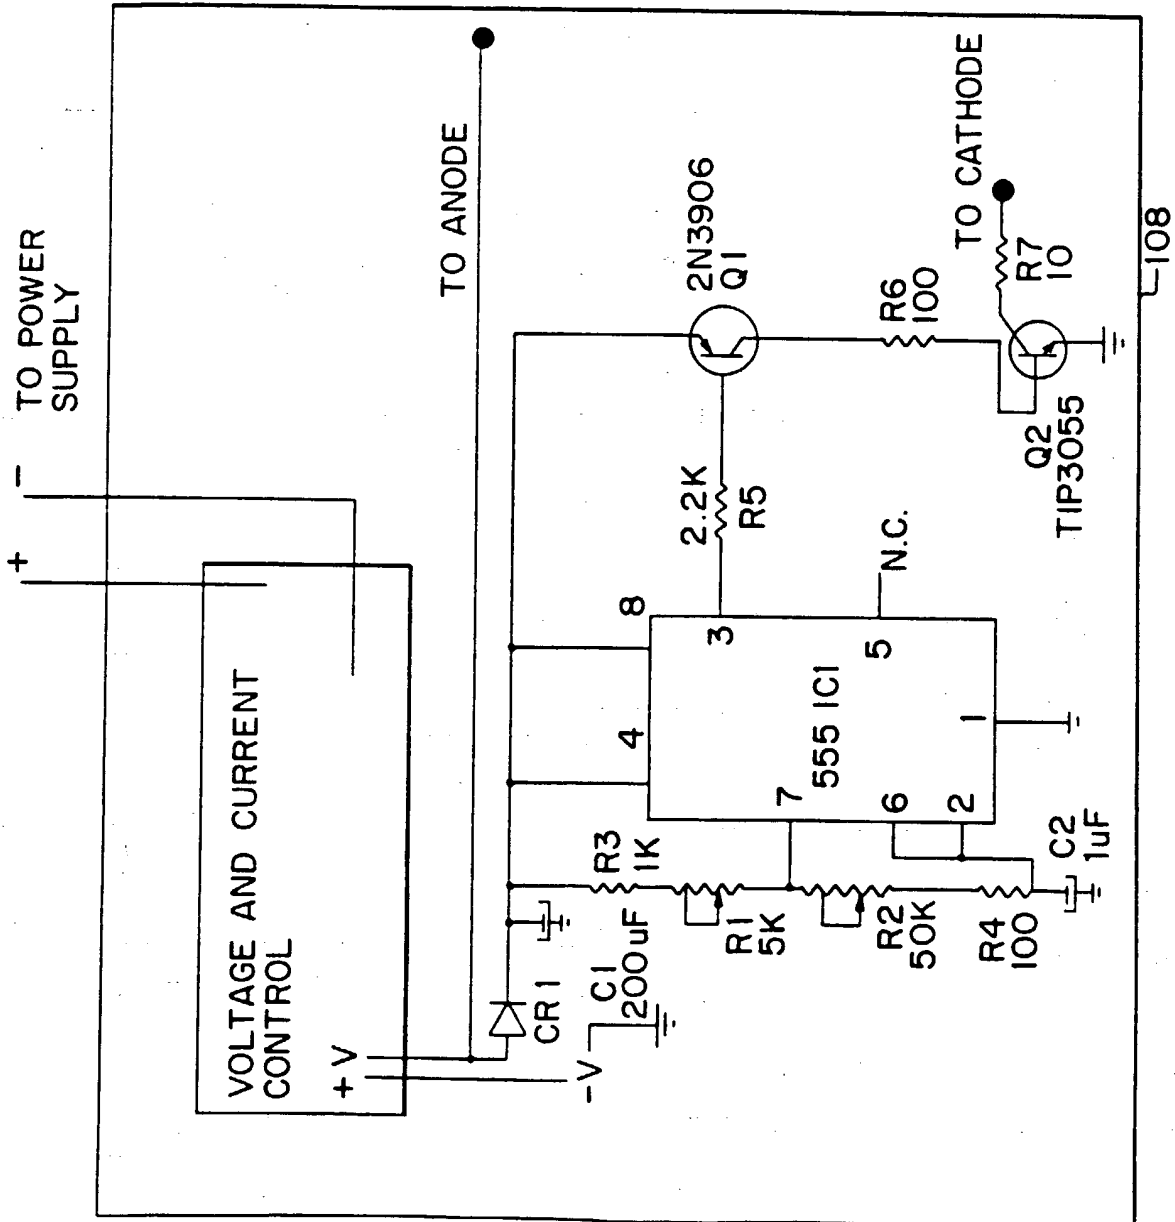 TO POWER
SUPPLY
+
−
VOLTAGE AND CURRENT
CONTROL
+ V
-V
TO ANODE
CR1
C1
200uF
R3
1K
R1
5K
R2
50K
R4
100
C2
1uF
4
8
7
6
2
3
5
1
555 IC1
N.C.
2.2K
R5
2N3906
Q1
R6
100
Q2
TIP3055
R7
10
TO CATHODE
108